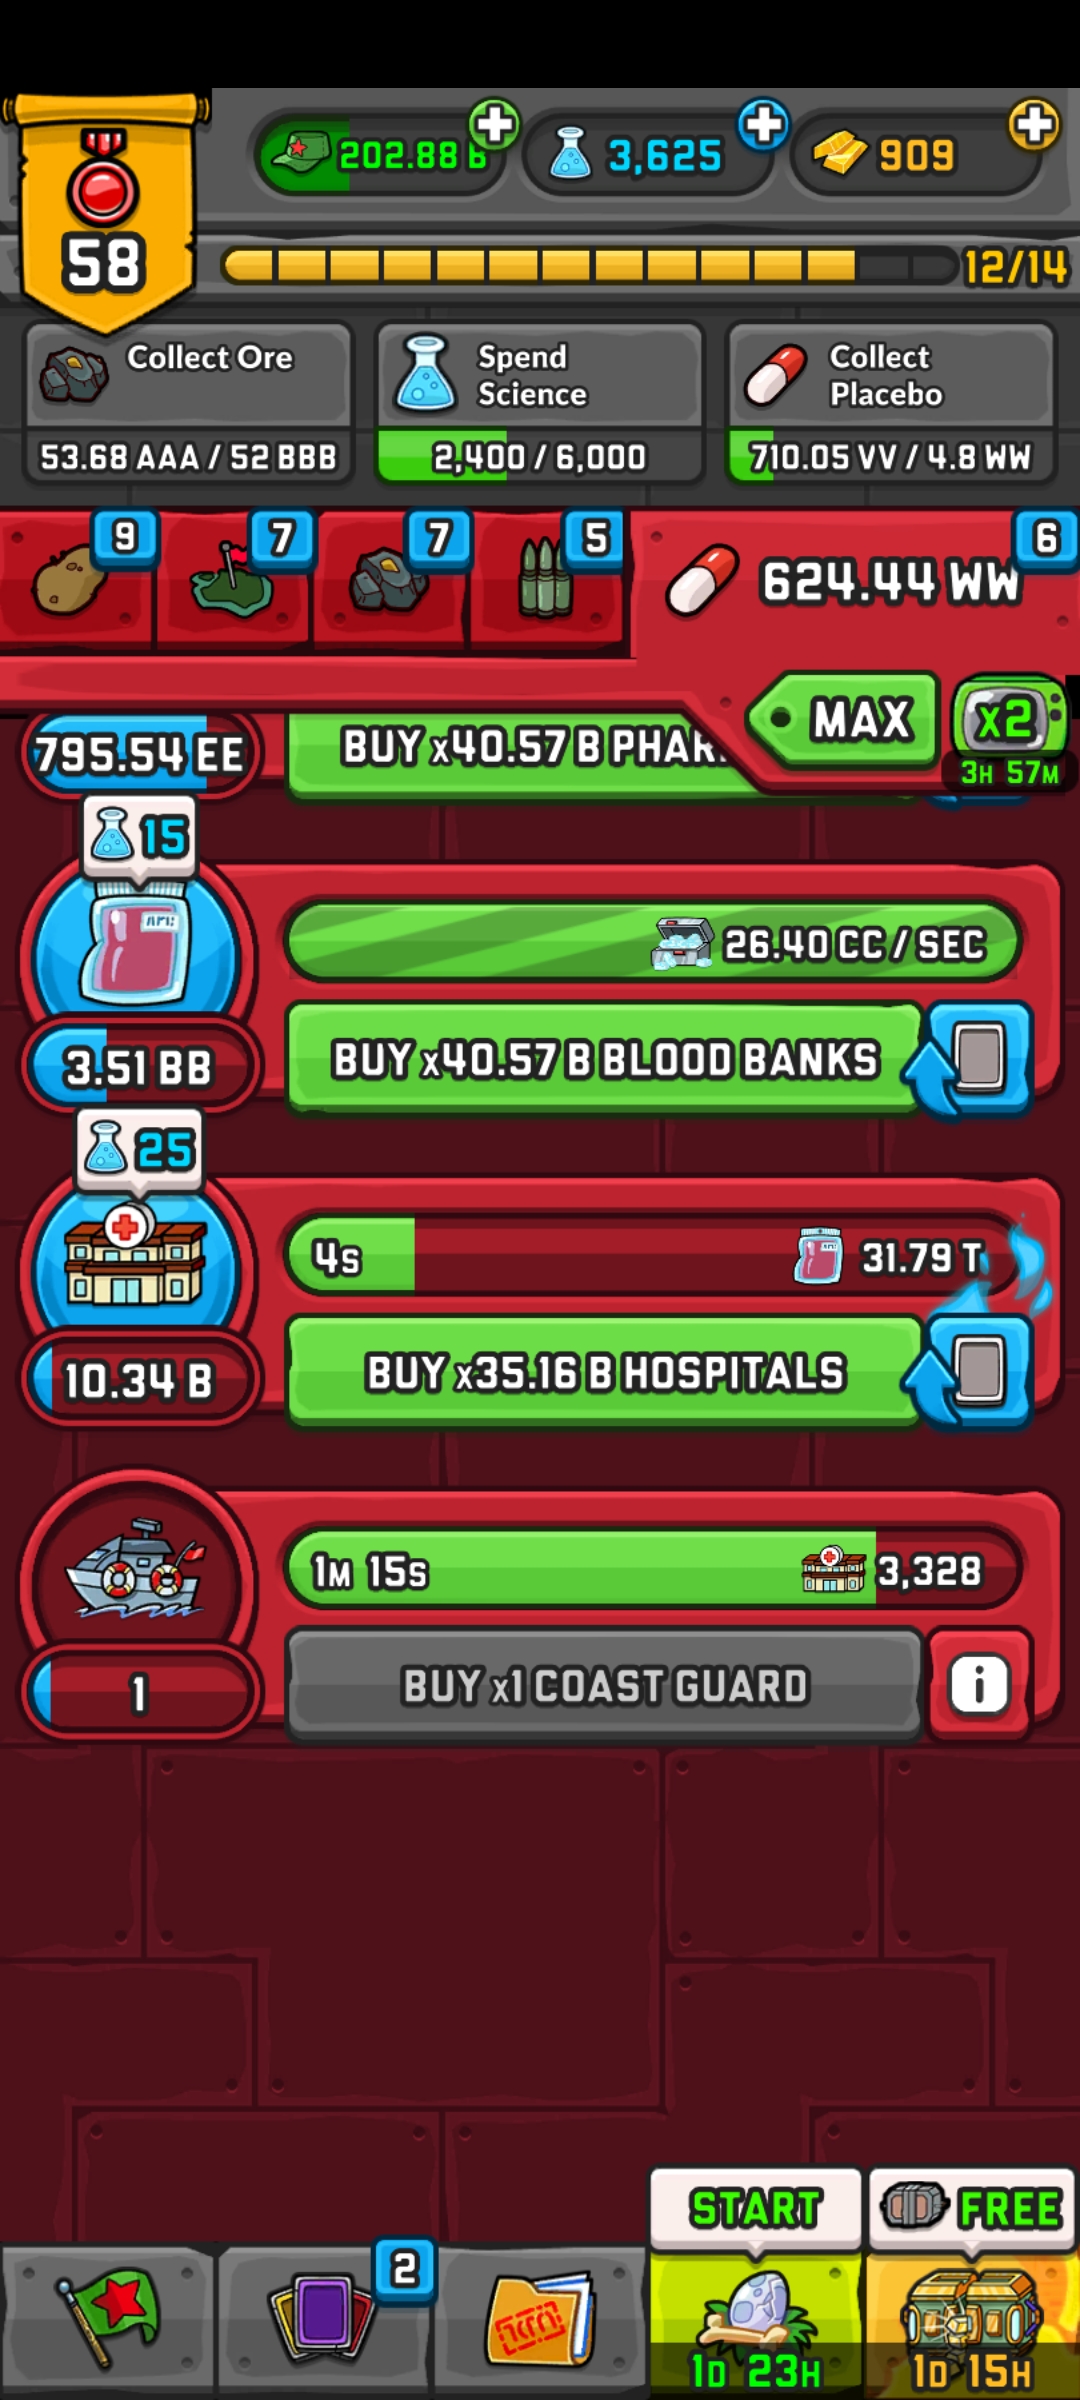 58
202.88 B
3,625
909
12/14
Collect Ore
53.68 AAA / 52 BBB
Spend
Science
2,400 / 6,000
Collect
Placebo
710.05 VV / 4.8 WW
9
7
7
5
6
624.44 WW
MAX
x2
3H 57M
795.54 EE
BUY x40.57 B PHAR
15
26.40 CC / SEC
3.51 BB
BUY x40.57 B BLOOD BANKS
25
4s
31.79 T
10.34 B
BUY x35.16 B HOSPITALS
1M 15s
3,328
1
BUY x1 COAST GUARD
i
START
FREE
2
1D 23H
1D 15H